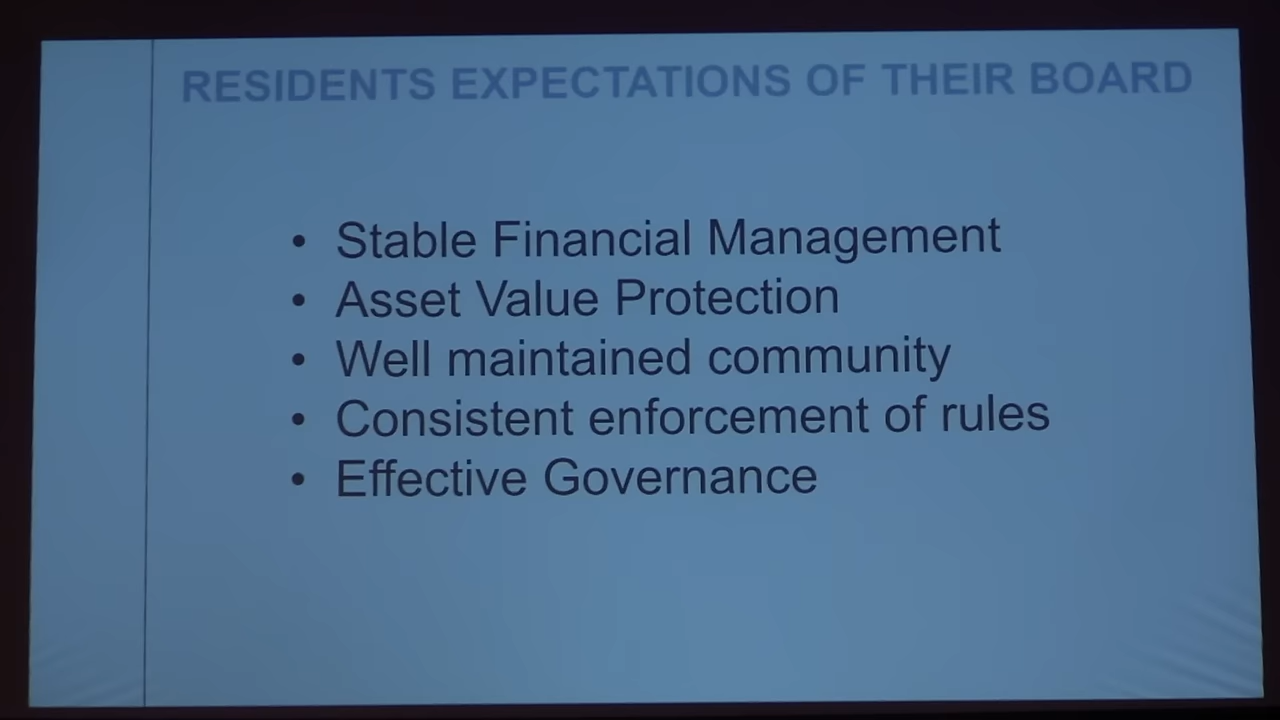 RESIDENTS EXPECTATIONS OF THEIR BOARD
• Stable Financial Management
• Asset Value Protection
• Well maintained community
• Consistent enforcement of rules
• Effective Governance